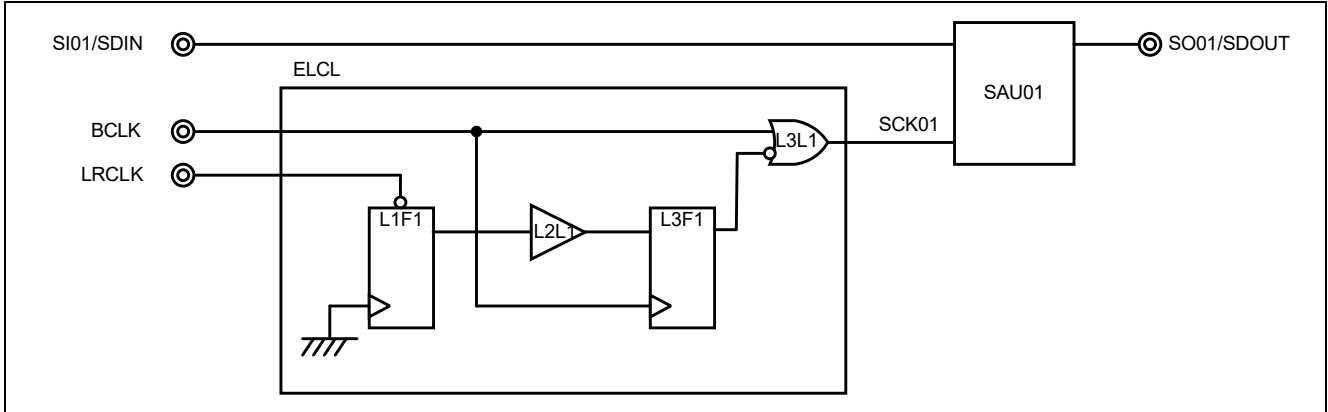 SI01/SDIN
SO01/SDOUT
ELCL
SAU01
BCLK
SCK01
L3L1
LRCLK
L1F1
L2L1
L3F1